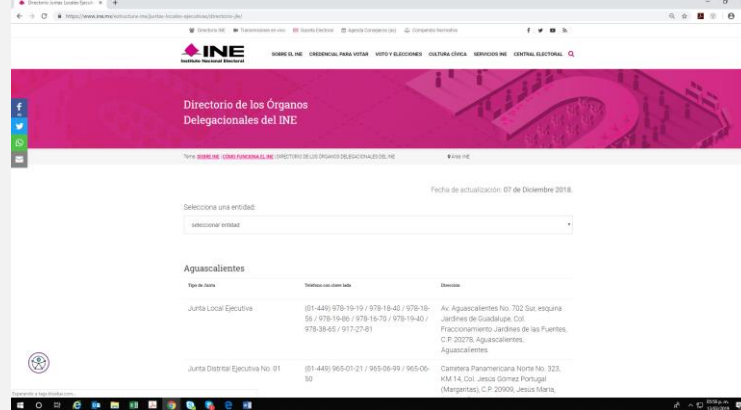 Directorio Juntas Locales Ejecuti
https://www.ine.mx/estructura-ine/juntas-locales-ejecutivas/directorio-jle/
Directorio INE Transmisiones en vivo Gaceta Electoral Agenda Consejeros (as) Compendio Normativo
INE
Instituto Nacional Electoral
SOBRE EL INE CREDENCIAL PARA VOTAR VOTO Y ELECCIONES CULTURA CÍVICA SERVICIOS INE CENTRAL ELECTORAL
Directorio de los Órganos
Delegacionales del INE
Tema: SOBRE INE | CÓMO FUNCIONA EL INE | DIRECTORIO DE LOS ÓRGANOS DELEGACIONALES DEL INE Área: INE
Fecha de actualización: 07 de Diciembre 2018.
Selecciona una entidad:
seleccionar entidad
Aguascalientes
Tipo de Junta Teléfono con clave lada Dirección
Junta Local Ejecutiva (01-449) 978-19-19 / 978-18-40 / 978-18-
56 / 978-19-86 / 978-16-70 / 978-19-40 /
978-38-65 / 917-27-81
Av. Aguascalientes No. 702 Sur, esquina
Jardines de Guadalupe, Col.
Fraccionamiento Jardines de las Fuentes,
C.P. 20278, Aguascalientes,
Aguascalientes.
Junta Distrital Ejecutiva No. 01 (01-449) 965-01-21 / 965-06-99 / 965-06-
50
Carretera Panamericana Norte No. 323,
KM.14, Col. Jesús Gómez Portugal
(Margaritas), C.P. 20909, Jesús María,